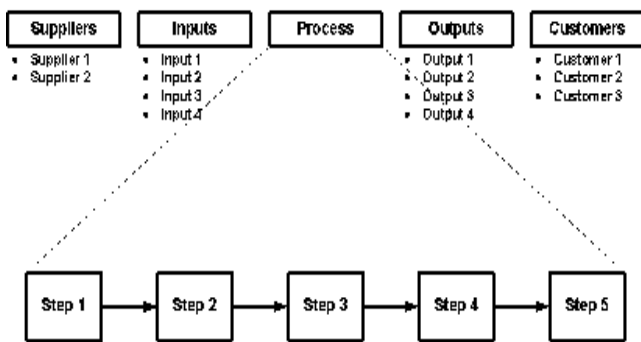 Suppliers Inputs Process Outputs Customers
• Supplier 1
• Supplier 2
• Input 1
• Input 2
• Input 3
• Input 4
• Output 1
• Output 2
• Output 3
• Output 4
• Customer 1
• Customer 2
• Customer 3
Step 1 Step 2 Step 3 Step 4 Step 5